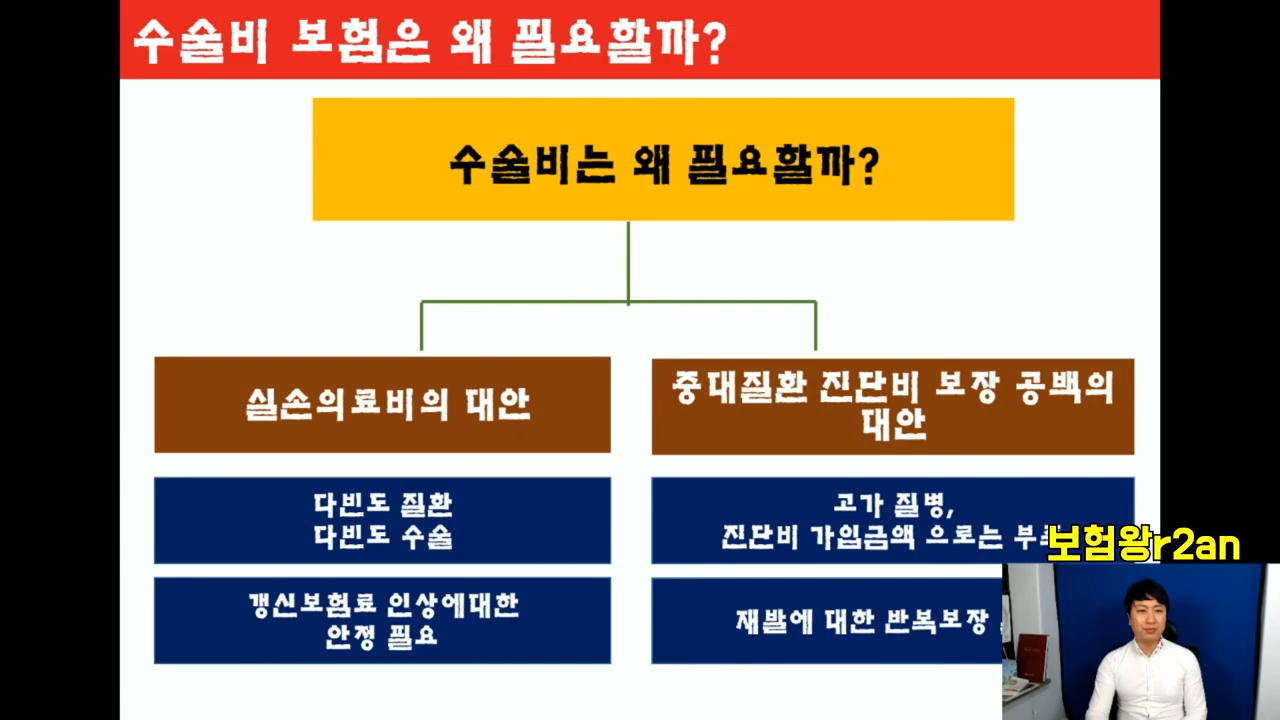 수술비 보험은 왜 필요할까?
수술비는 왜 필요할까?
실손의료비의 대안
중대질환 진단비 보장 공백의
대안
다빈도 질환
다빈도 수술
고가 질병,
진단비 가입금액 으로는
보험왕r2an
갱신보험료 인상에대한
안정 필요
재발에 대한 반복보장